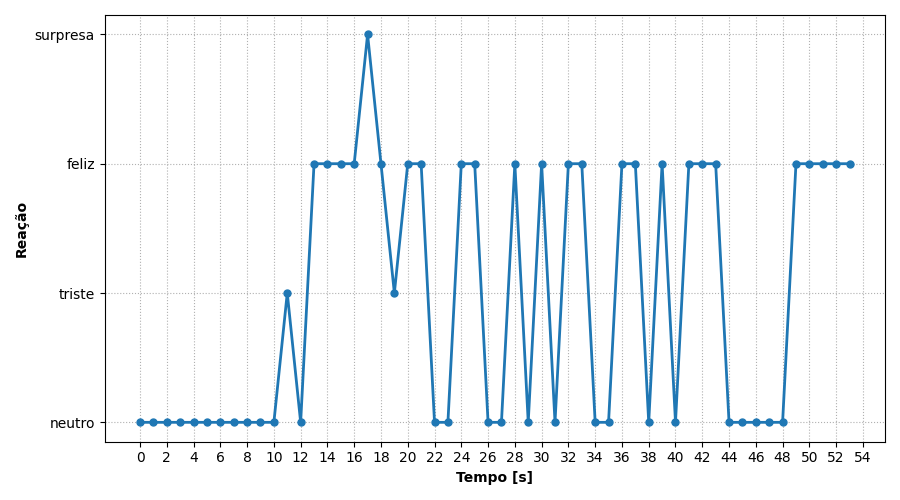 surpresa
feliz
triste
neutro
Reação
0 2 4 6 8 10 12 14 16 18 20 22 24 26 28 30 32 34 36 38 40 42 44 46 48 50 52 54
Tempo [s]